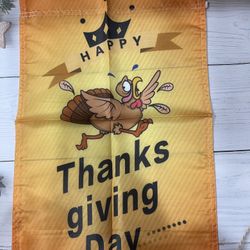 HAPPY
Thanks
giving
Day........